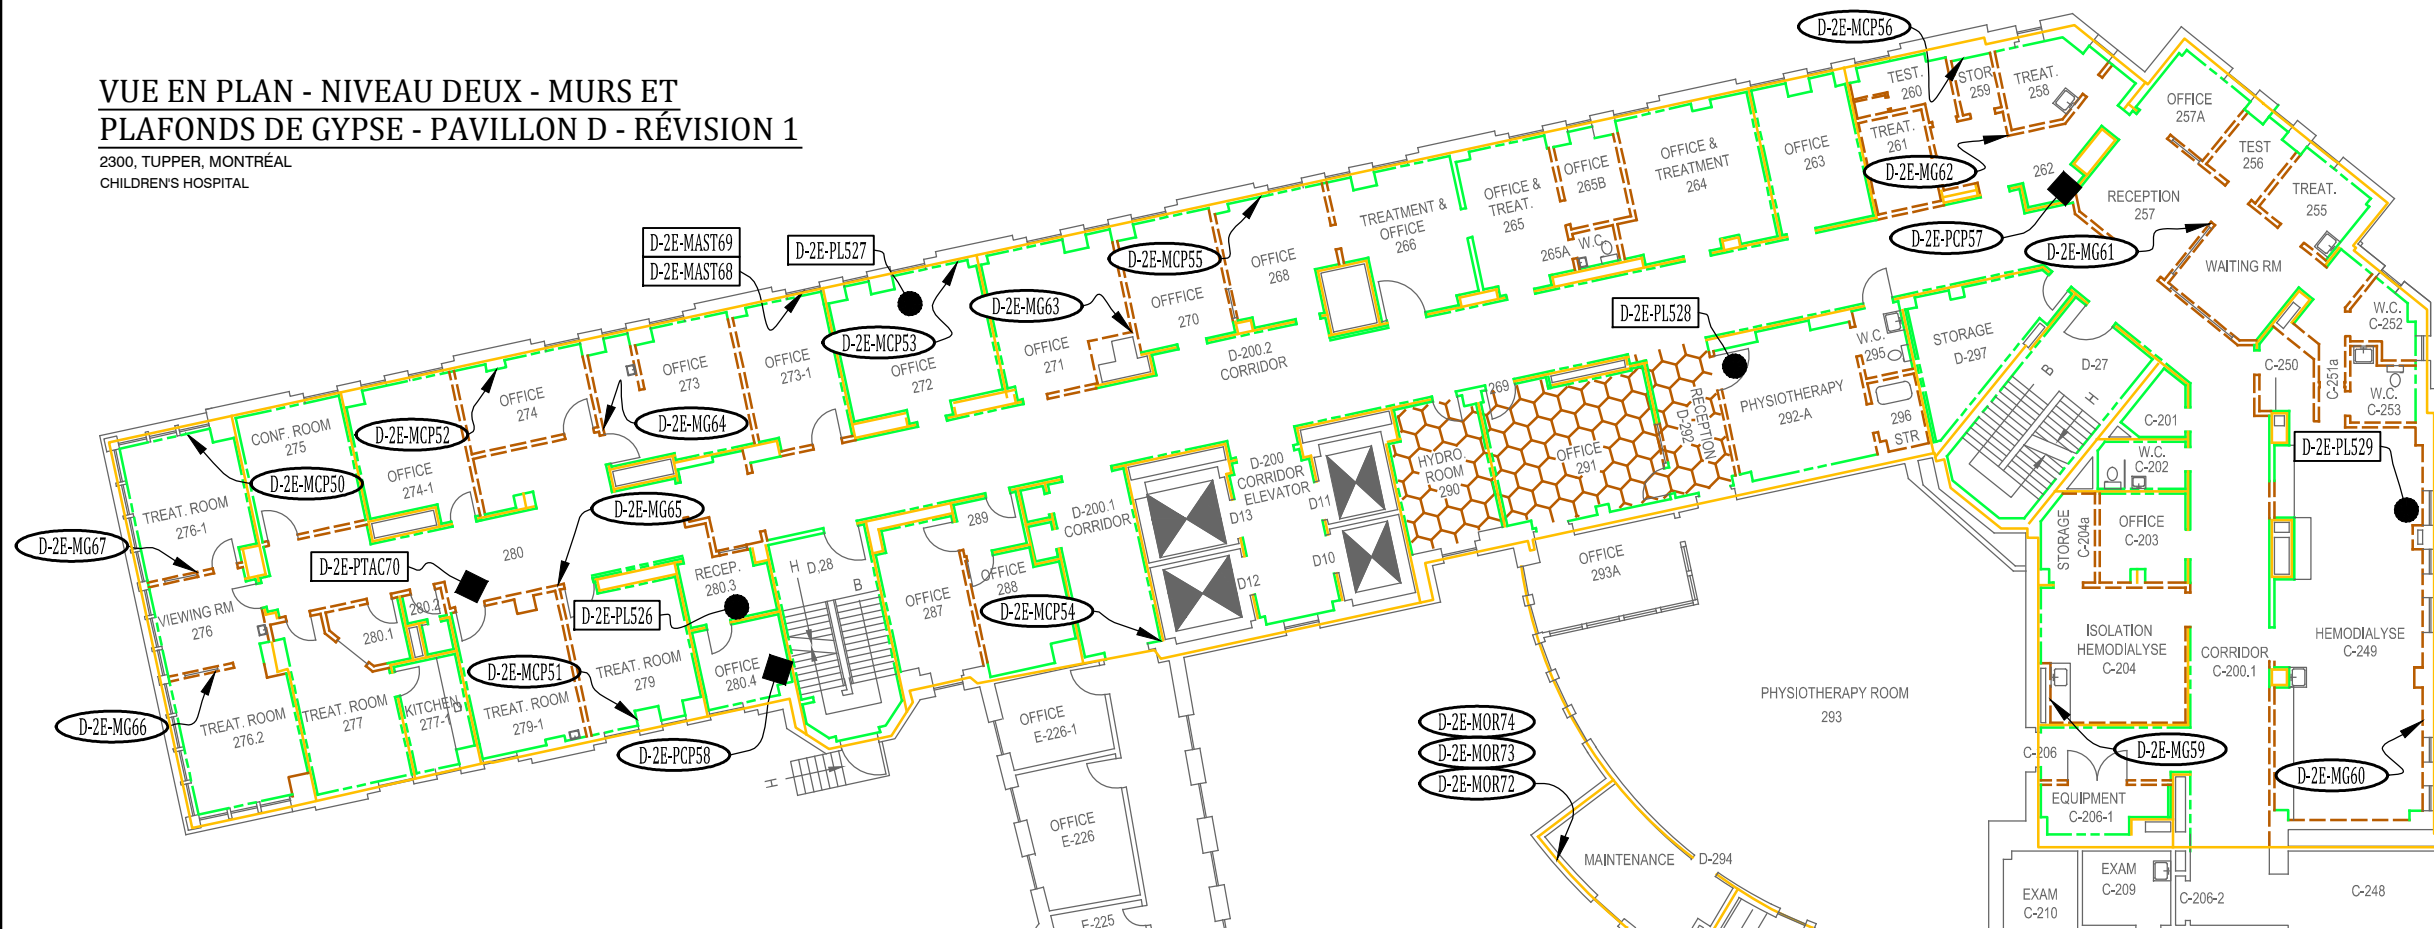 VUE EN PLAN - NIVEAU DEUX - MURS ET
PLAFONDS DE GYPSE - PAVILLON D - RÉVISION 1
2300, TUPPER, MONTRÉAL
CHILDREN'S HOSPITAL
D-2E-MCP56
TEST.
260
STOR
259
TREAT.
258
OFFICE
257A
TREAT.
261
D-2E-MG62
262
TEST
256
TREAT.
255
RECEPTION
257
D-2E-PCP57
D-2E-MG61
WAITING RM
OFFICE
263
OFFICE &
TREATMENT
264
OFFICE
265B
OFFICE &
TREAT.
265
265A
W.C.
TREATMENT &
OFFICE
266
D-2E-MAST69
D-2E-MAST68
D-2E-PL527
D-2E-MCP55
OFFICE
268
D-2E-MG63
OFFFICE
270
D-2E-MCP53
OFFICE
271
D-200.2
CORRIDOR
D-2E-PL528
W.C.
295
STORAGE
D-297
D-27
B
H
W.C.
C-252
C-250
C-251a
W.C.
C-253
OFFICE
273
OFFICE
273-1
OFFICE
272
D-2E-MG64
OFFICE
274
D-2E-MCP52
CONF. ROOM
275
D-2E-MCP50
OFFICE
274-1
269
RECEPTION
D-292
PHYSIOTHERAPY
292-A
296
STR
C-201
W.C.
C-202
D-2E-PL529
OFFICE
291
HYDRO.
ROOM
290
D-200
CORRIDOR
ELEVATOR
D13
D11
D10
D12
D-200.1
CORRIDOR
TREAT. ROOM
276-1
D-2E-MG65
289
280
D-2E-MG67
D-2E-PTAC70
RECEP.
280.3
H
D,28
B
OFFICE
288
OFFICE
287
D-2E-MCP54
OFFICE
293A
STORAGE
C-204a
OFFICE
C-203
VIEWING RM
276
280.2
280.1
D-2E-PL526
TREAT. ROOM
279
OFFICE
280.4
D-2E-MCP51
ISOLATION
HEMODIALYSE
C-204
CORRIDOR
C-200.1
HEMODIALYSE
C-249
D-2E-MG66
TREAT. ROOM
276.2
TREAT. ROOM
277
KITCHEN
277-1
TREAT. ROOM
279-1
D-2E-PCP58
H
OFFICE
E-226-1
PHYSIOTHERAPY ROOM
293
D-2E-MOR74
D-2E-MOR73
D-2E-MOR72
C-206
D-2E-MG59
D-2E-MG60
EQUIPMENT
C-206-1
OFFICE
E-226
MAINTENANCE
D-294
EXAM
C-209
EXAM
C-210
C-206-2
C-248
E-225